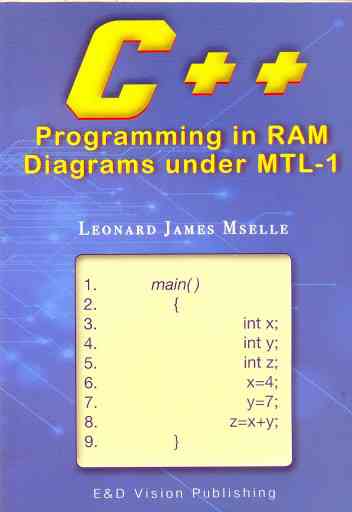 C++
Programming in RAM
Diagrams under MTL-1
LEONARD JAMES MSELLE
1. main()
2. {
3. int x;
4. int y;
5. int z;
6. x=4;
7. y=7;
8. z=x+y;
9. }
E&D Vision Publishing